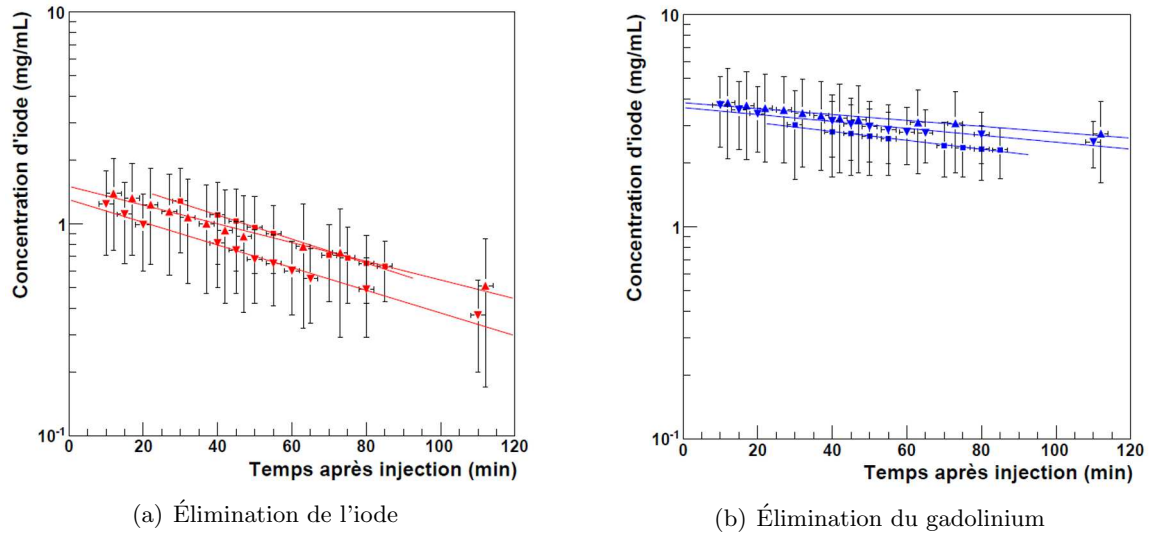 10
1
10-1
0 20 40 60 80 100 120
Concentration d'iode (mg/mL)
Temps après injection (min)
(a) Élimination de l'iode
10
1
10-1
0 20 40 60 80 100 120
Concentration d'iode (mg/mL)
Temps après injection (min)
(b) Élimination du gadolinium